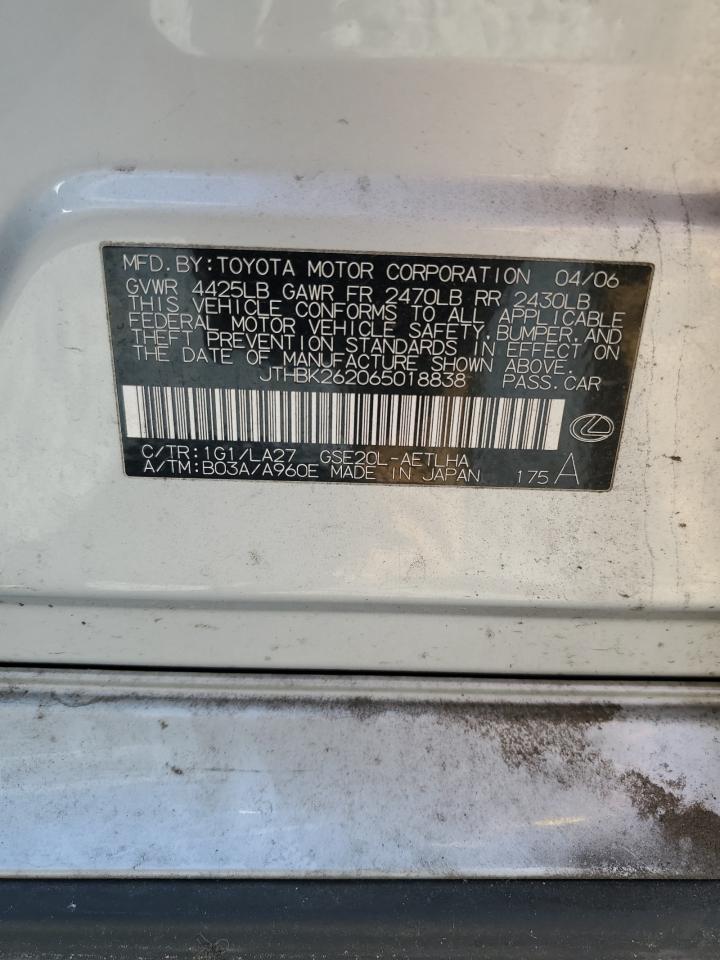 MFD. BY: TOYOTA MOTOR CORPORATION 04/06
GVWR 4425LB GAWR FR 2470LB RR 2430LB
THIS VEHICLE CONFORMS TO ALL APPLICABLE
FEDERAL MOTOR VEHICLE SAFETY, BUMPER, AND
THEFT PREVENTION STANDARDS IN EFFECT ON
THE DATE OF MANUFACTURE SHOWN ABOVE.
JTHBK262065018838 PASS. CAR
C/TR: 1G1/LA27 GSE20L-AETLHA
A/TM: B03A/A960E MADE IN JAPAN 175 A